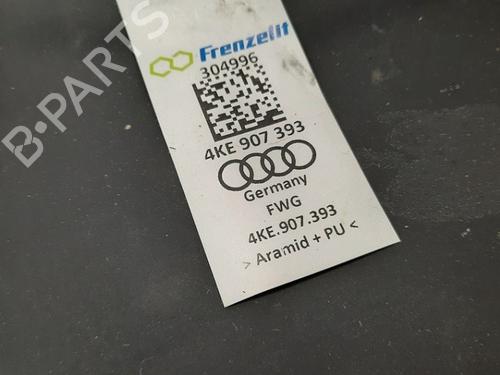 Frenzelit
304996
4KE 907 393
Germany
FWG
4KE.907.393
> Aramid + PU <
B-PARTS